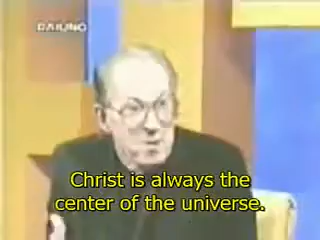 RAIUNO
Christ is always the
center of the universe.